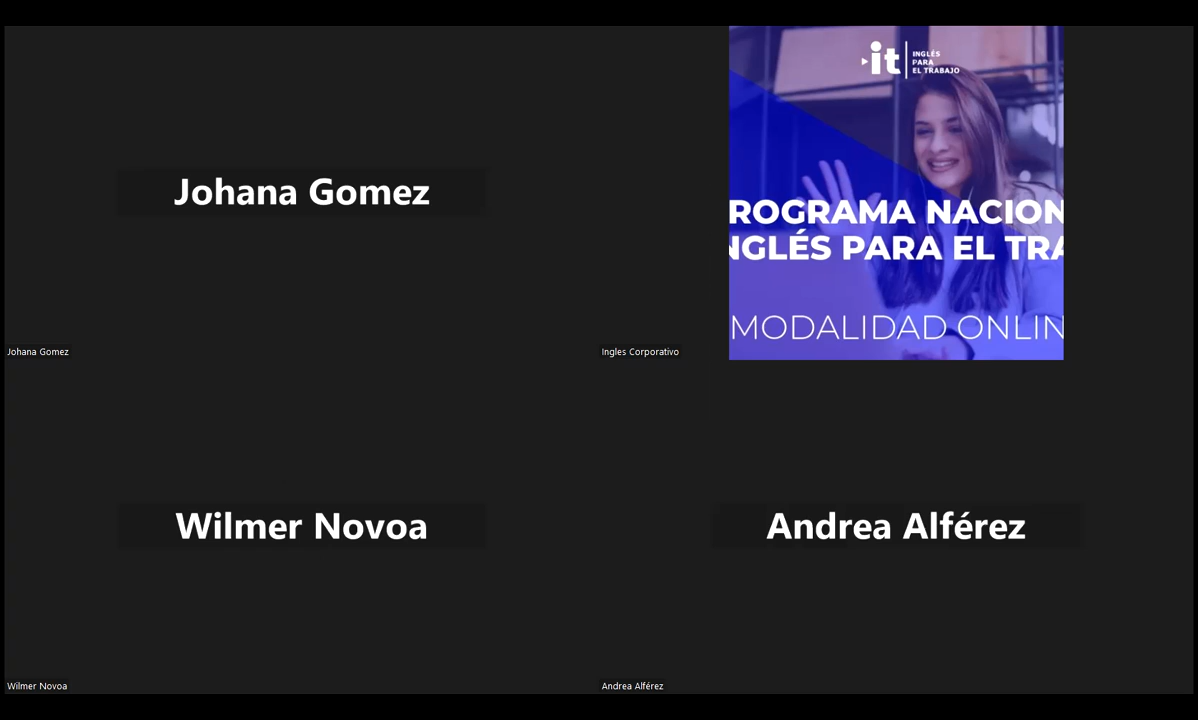 Johana Gomez
Johana Gomez
it
INGLÉS
PARA
EL TRABAJO
ROGRAMA NACION
NGLÉS PARA EL TRA
MODALIDAD ONLIN
Ingles Corporativo
Wilmer Novoa
Wilmer Novoa
Andrea Alférez
Andrea Alférez